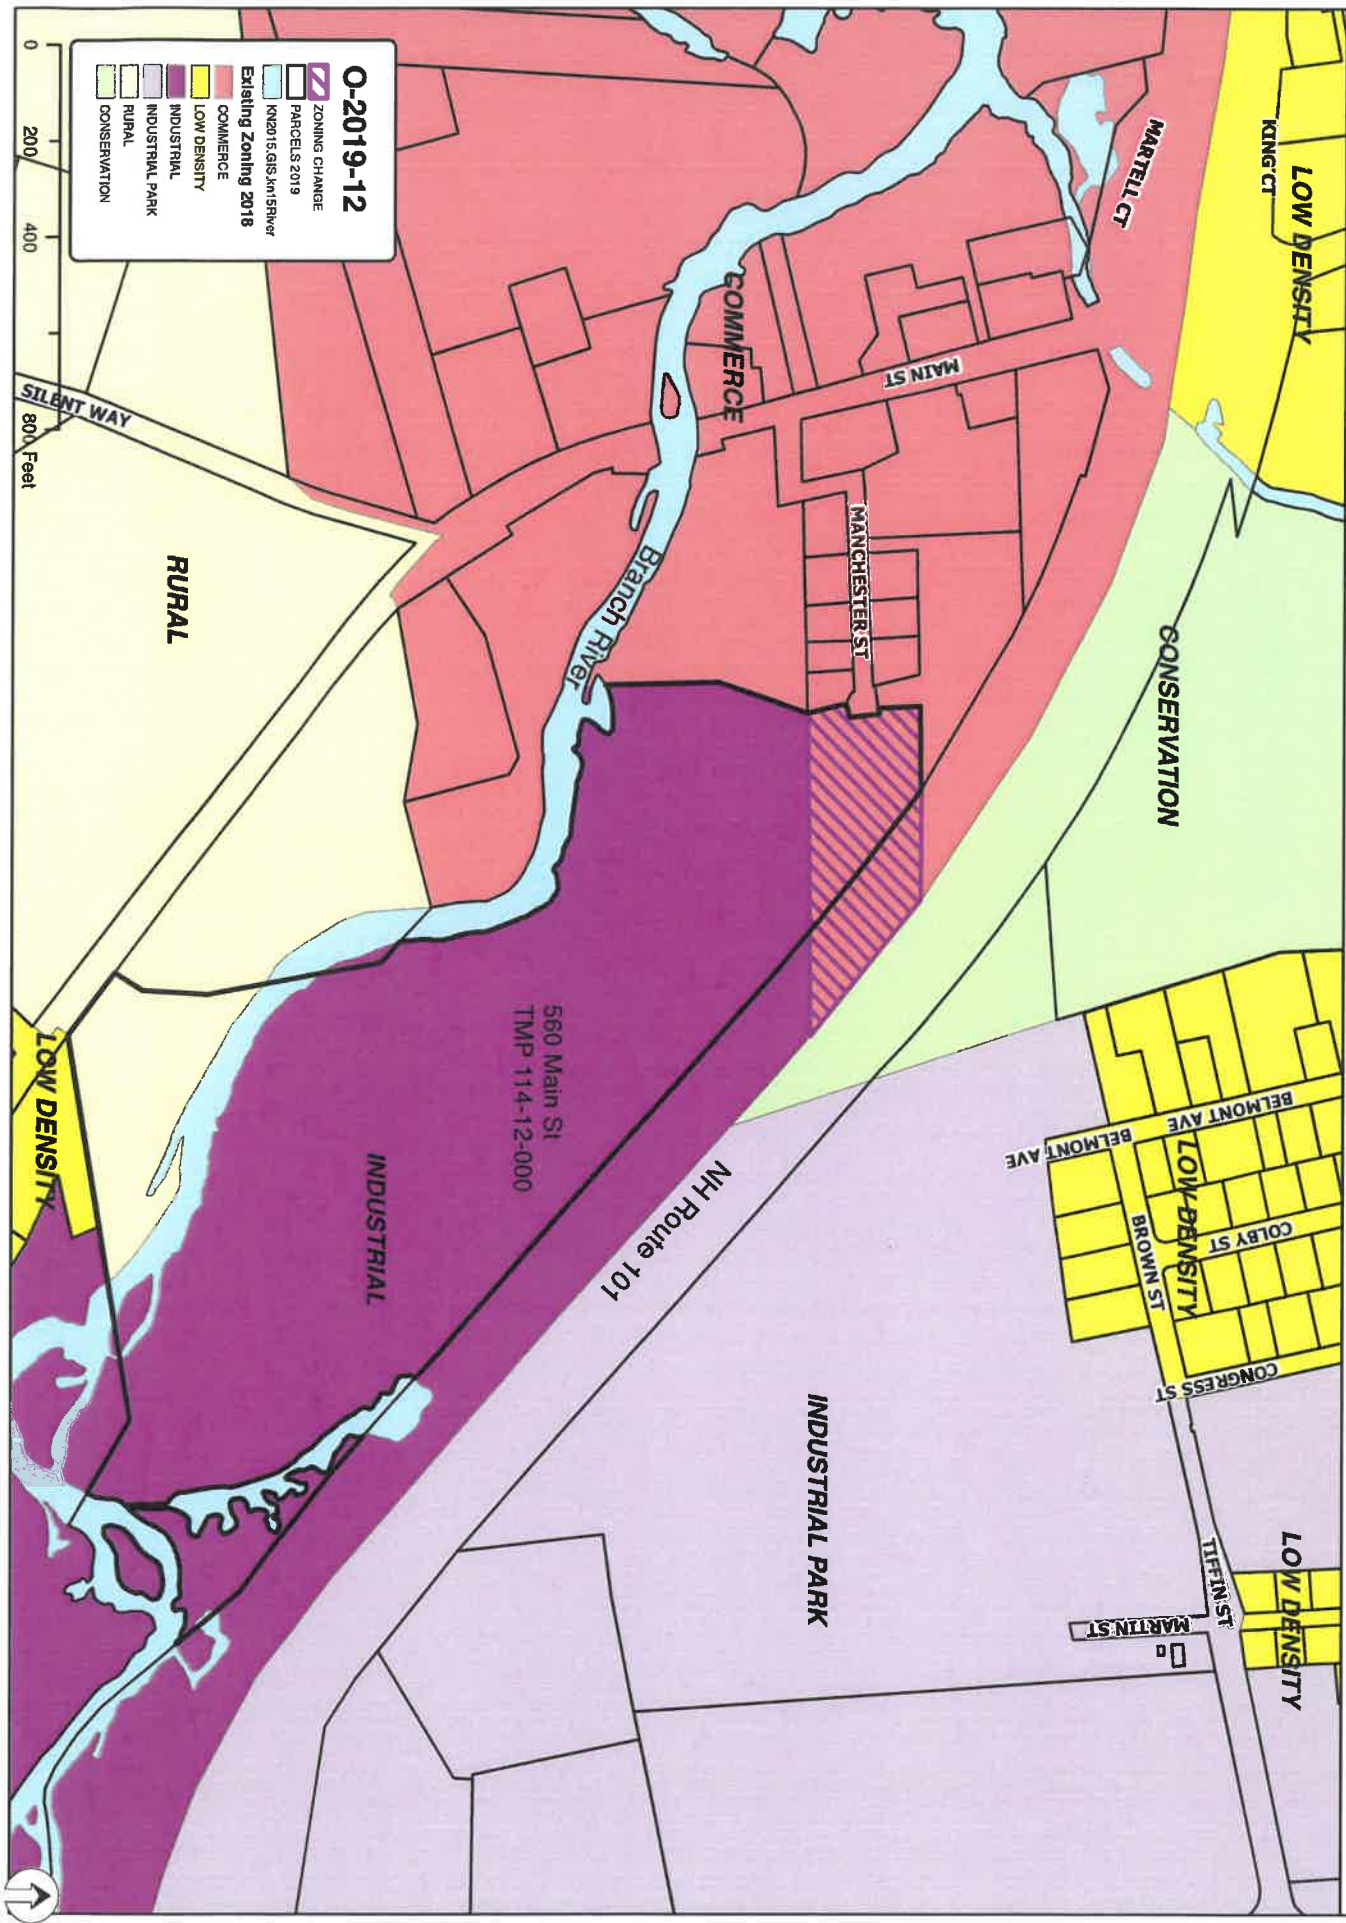 O-2019-12
ZONING CHANGE
PARCELS 2019
KN2015.GIS.kn15River
Existing Zoning 2018
COMMERCE
LOW DENSITY
INDUSTRIAL
INDUSTRIAL PARK
RURAL
CONSERVATION
0 200 400 800 Feet
KING CT
LOW DENSITY
MARTELL CT
COMMERCE
MAIN ST
SILENT WAY
MANCHESTER ST
Branch River
RURAL
CONSERVATION
560 Main St
TMP 114-12-000
LOW DENSITY
INDUSTRIAL
NH Route 101
BELMONT AVE
BELMONT AVE
LOW DENSITY
COLBY ST
BROWN ST
CONGRESS ST
INDUSTRIAL PARK
TIFFIN ST
LOW DENSITY
MARTIN ST